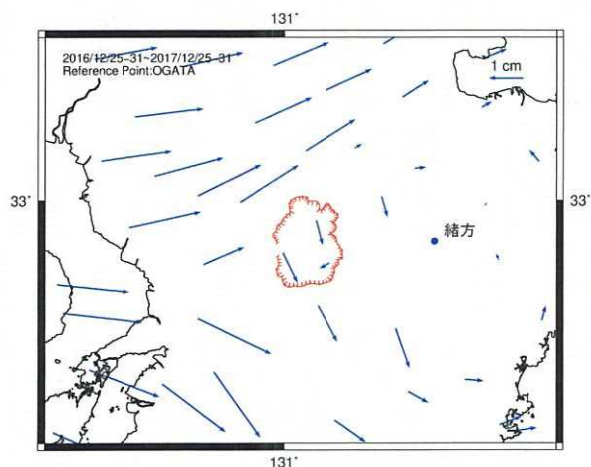 131°
2016/12/25-31~2017/12/25-31
Reference Point:OGATA
1 cm
33°
33°
緒方
131°